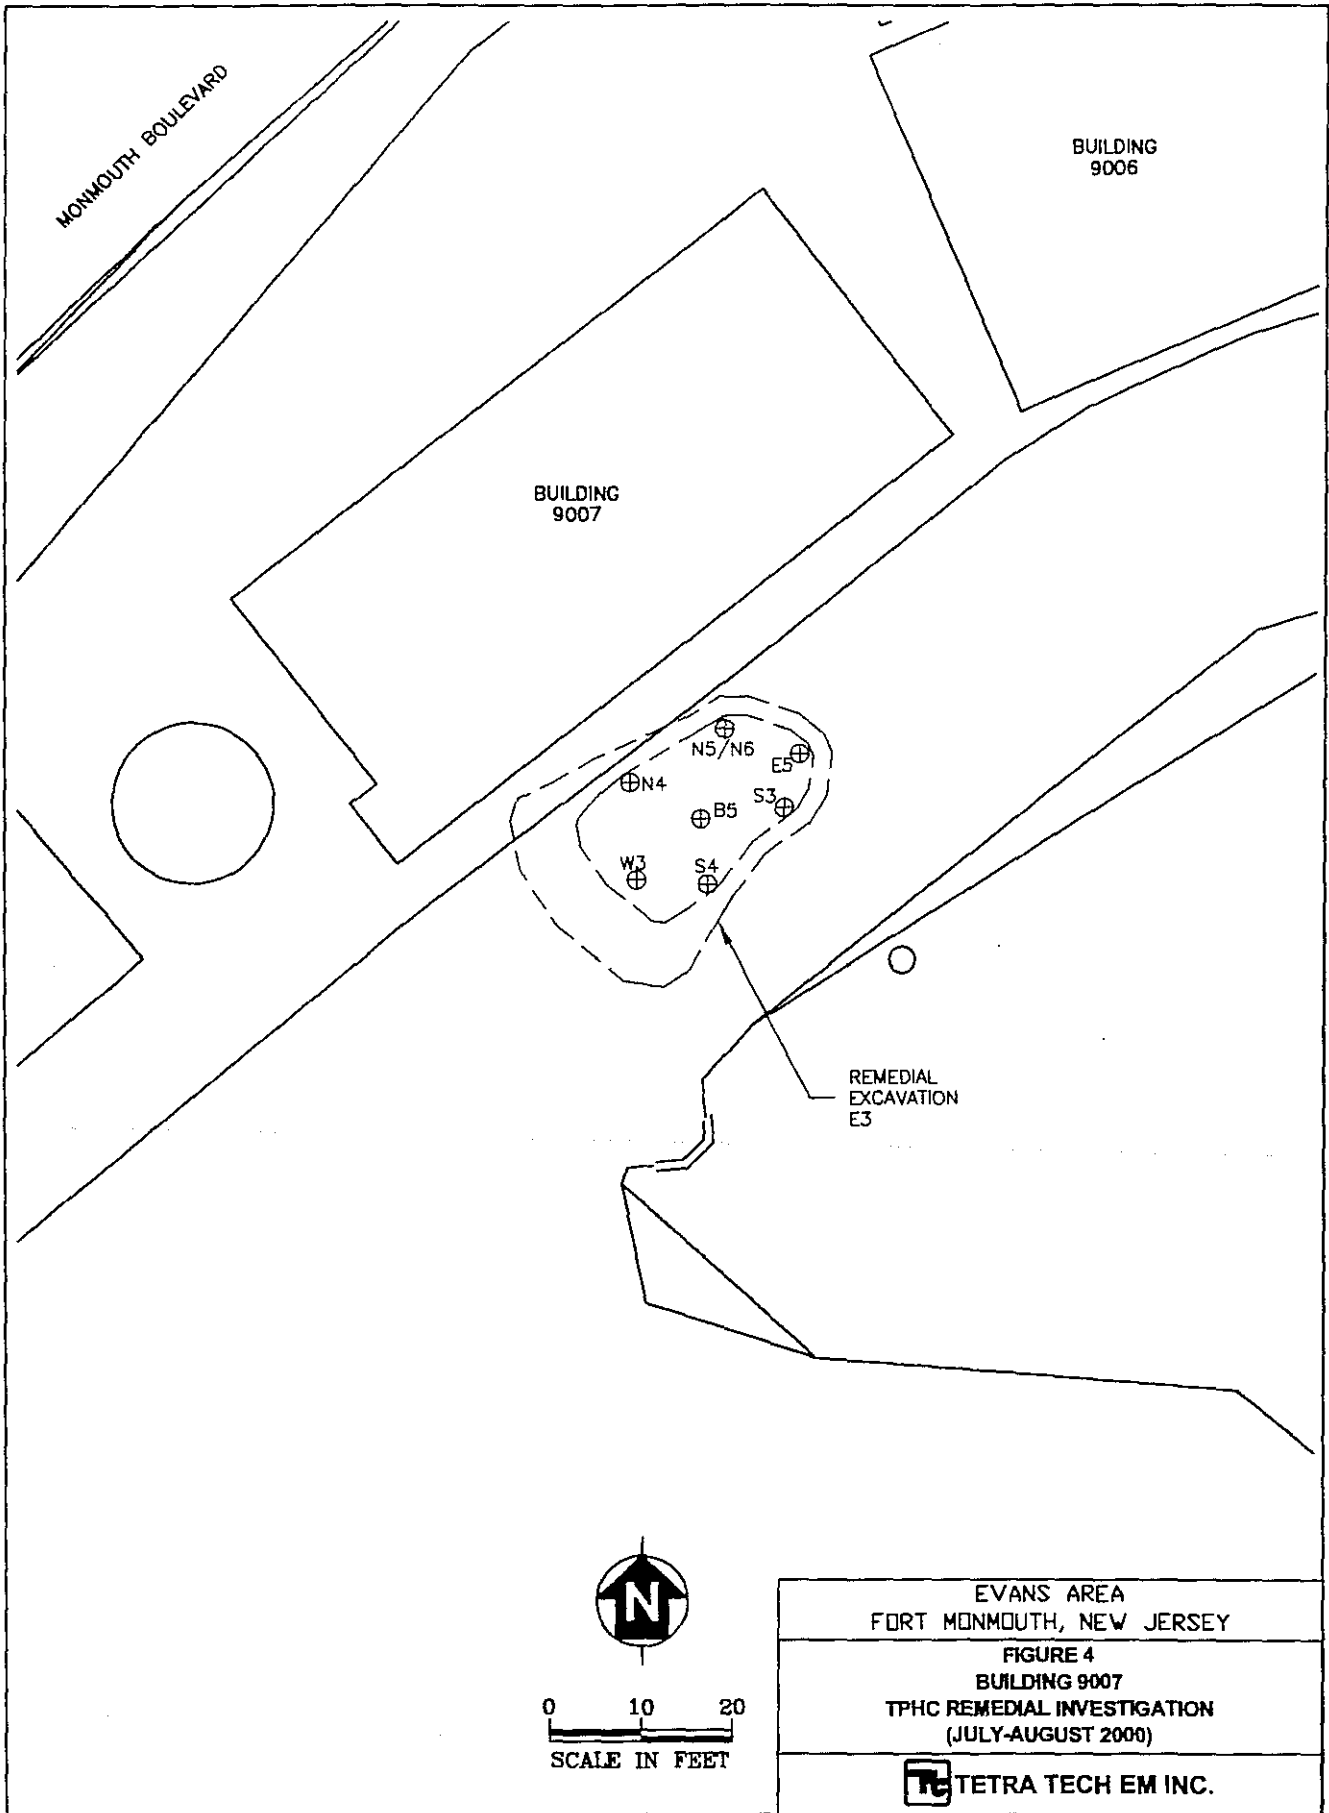 MONMOUTH BOULEVARD
BUILDING
9006
BUILDING
9007
N5/N6
E5
N4
S3
B5
W3
S4
REMEDIAL
EXCAVATION
E3
N
0 10 20
SCALE IN FEET
EVANS AREA
FORT MONMOUTH, NEW JERSEY
FIGURE 4
BUILDING 9007
TPHC REMEDIAL INVESTIGATION
(JULY-AUGUST 2000)
Tt TETRA TECH EM INC.